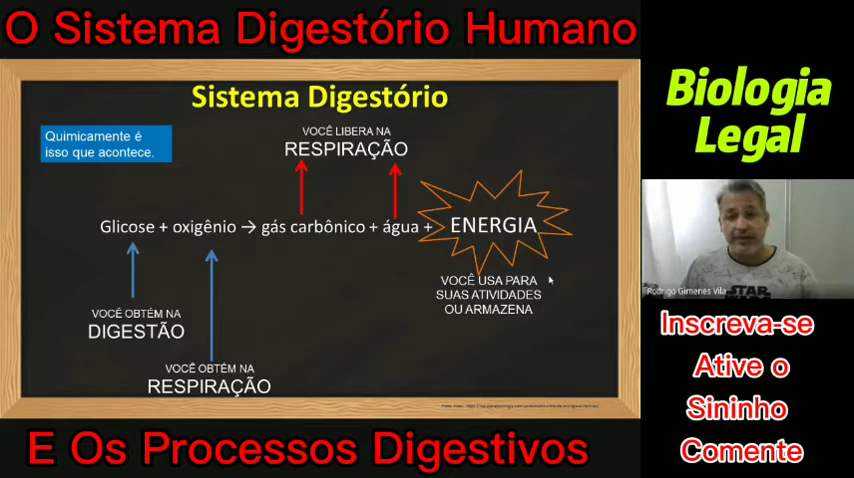 O Sistema Digestório Humano
Sistema Digestório
Quimicamente é
isso que acontece.
VOCÊ LIBERA NA
RESPIRAÇÃO
Glicose + oxigênio → gás carbônico + água + ENERGIA
VOCÊ USA PARA
SUAS ATIVIDADES
OU ARMAZENA
VOCÊ OBTÉM NA
DIGESTÃO
VOCÊ OBTÉM NA
RESPIRAÇÃO
E Os Processos Digestivos
Biologia
Legal
STAR
Rodrigo Gimenes Vila
Inscreva-se
Ative o
Sininho
Comente